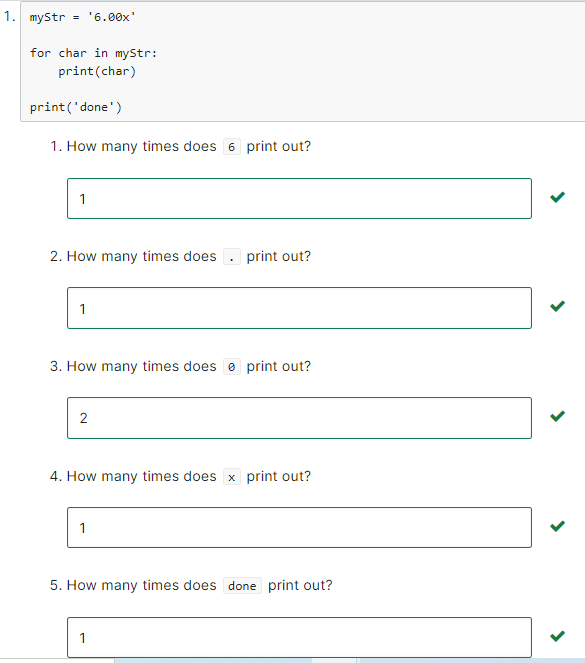 1.
myStr = '6.00x'
for char in myStr:
    print(char)
print('done')
1. How many times does 6 print out?
1
2. How many times does . print out?
1
3. How many times does 0 print out?
2
4. How many times does x print out?
1
5. How many times does done print out?
1